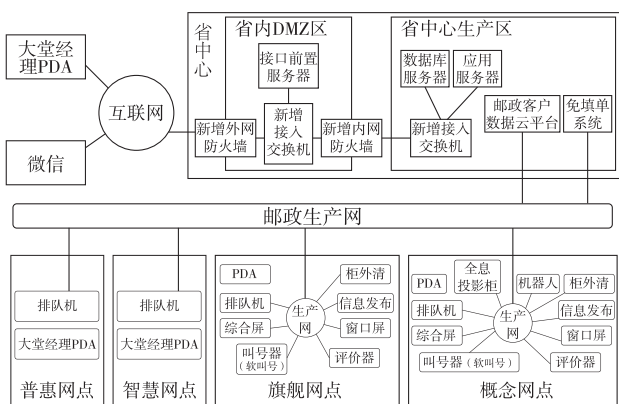 大堂经
理PDA
微信
互联网
省
中
心
省内DMZ区
接口前置
服务器
新增外网
防火墙
新增
接入
交换机
新增内网
防火墙
省中心生产区
数据库
服务器
应用
服务器
新增接入
交换机
邮政客户
数据云平台
免填单
系统
邮政生产网
排队机
大堂经理PDA
普惠网点
排队机
大堂经理PDA
智慧网点
PDA
柜外清
排队机
信息发布
生产
网
综合屏
窗口屏
叫号器
（软叫号）
评价器
旗舰网点
PDA
全息
投影柜
机器人
柜外清
排队机
信息发布
生产
网
综合屏
窗口屏
叫号器（软叫号）
评价器
概念网点